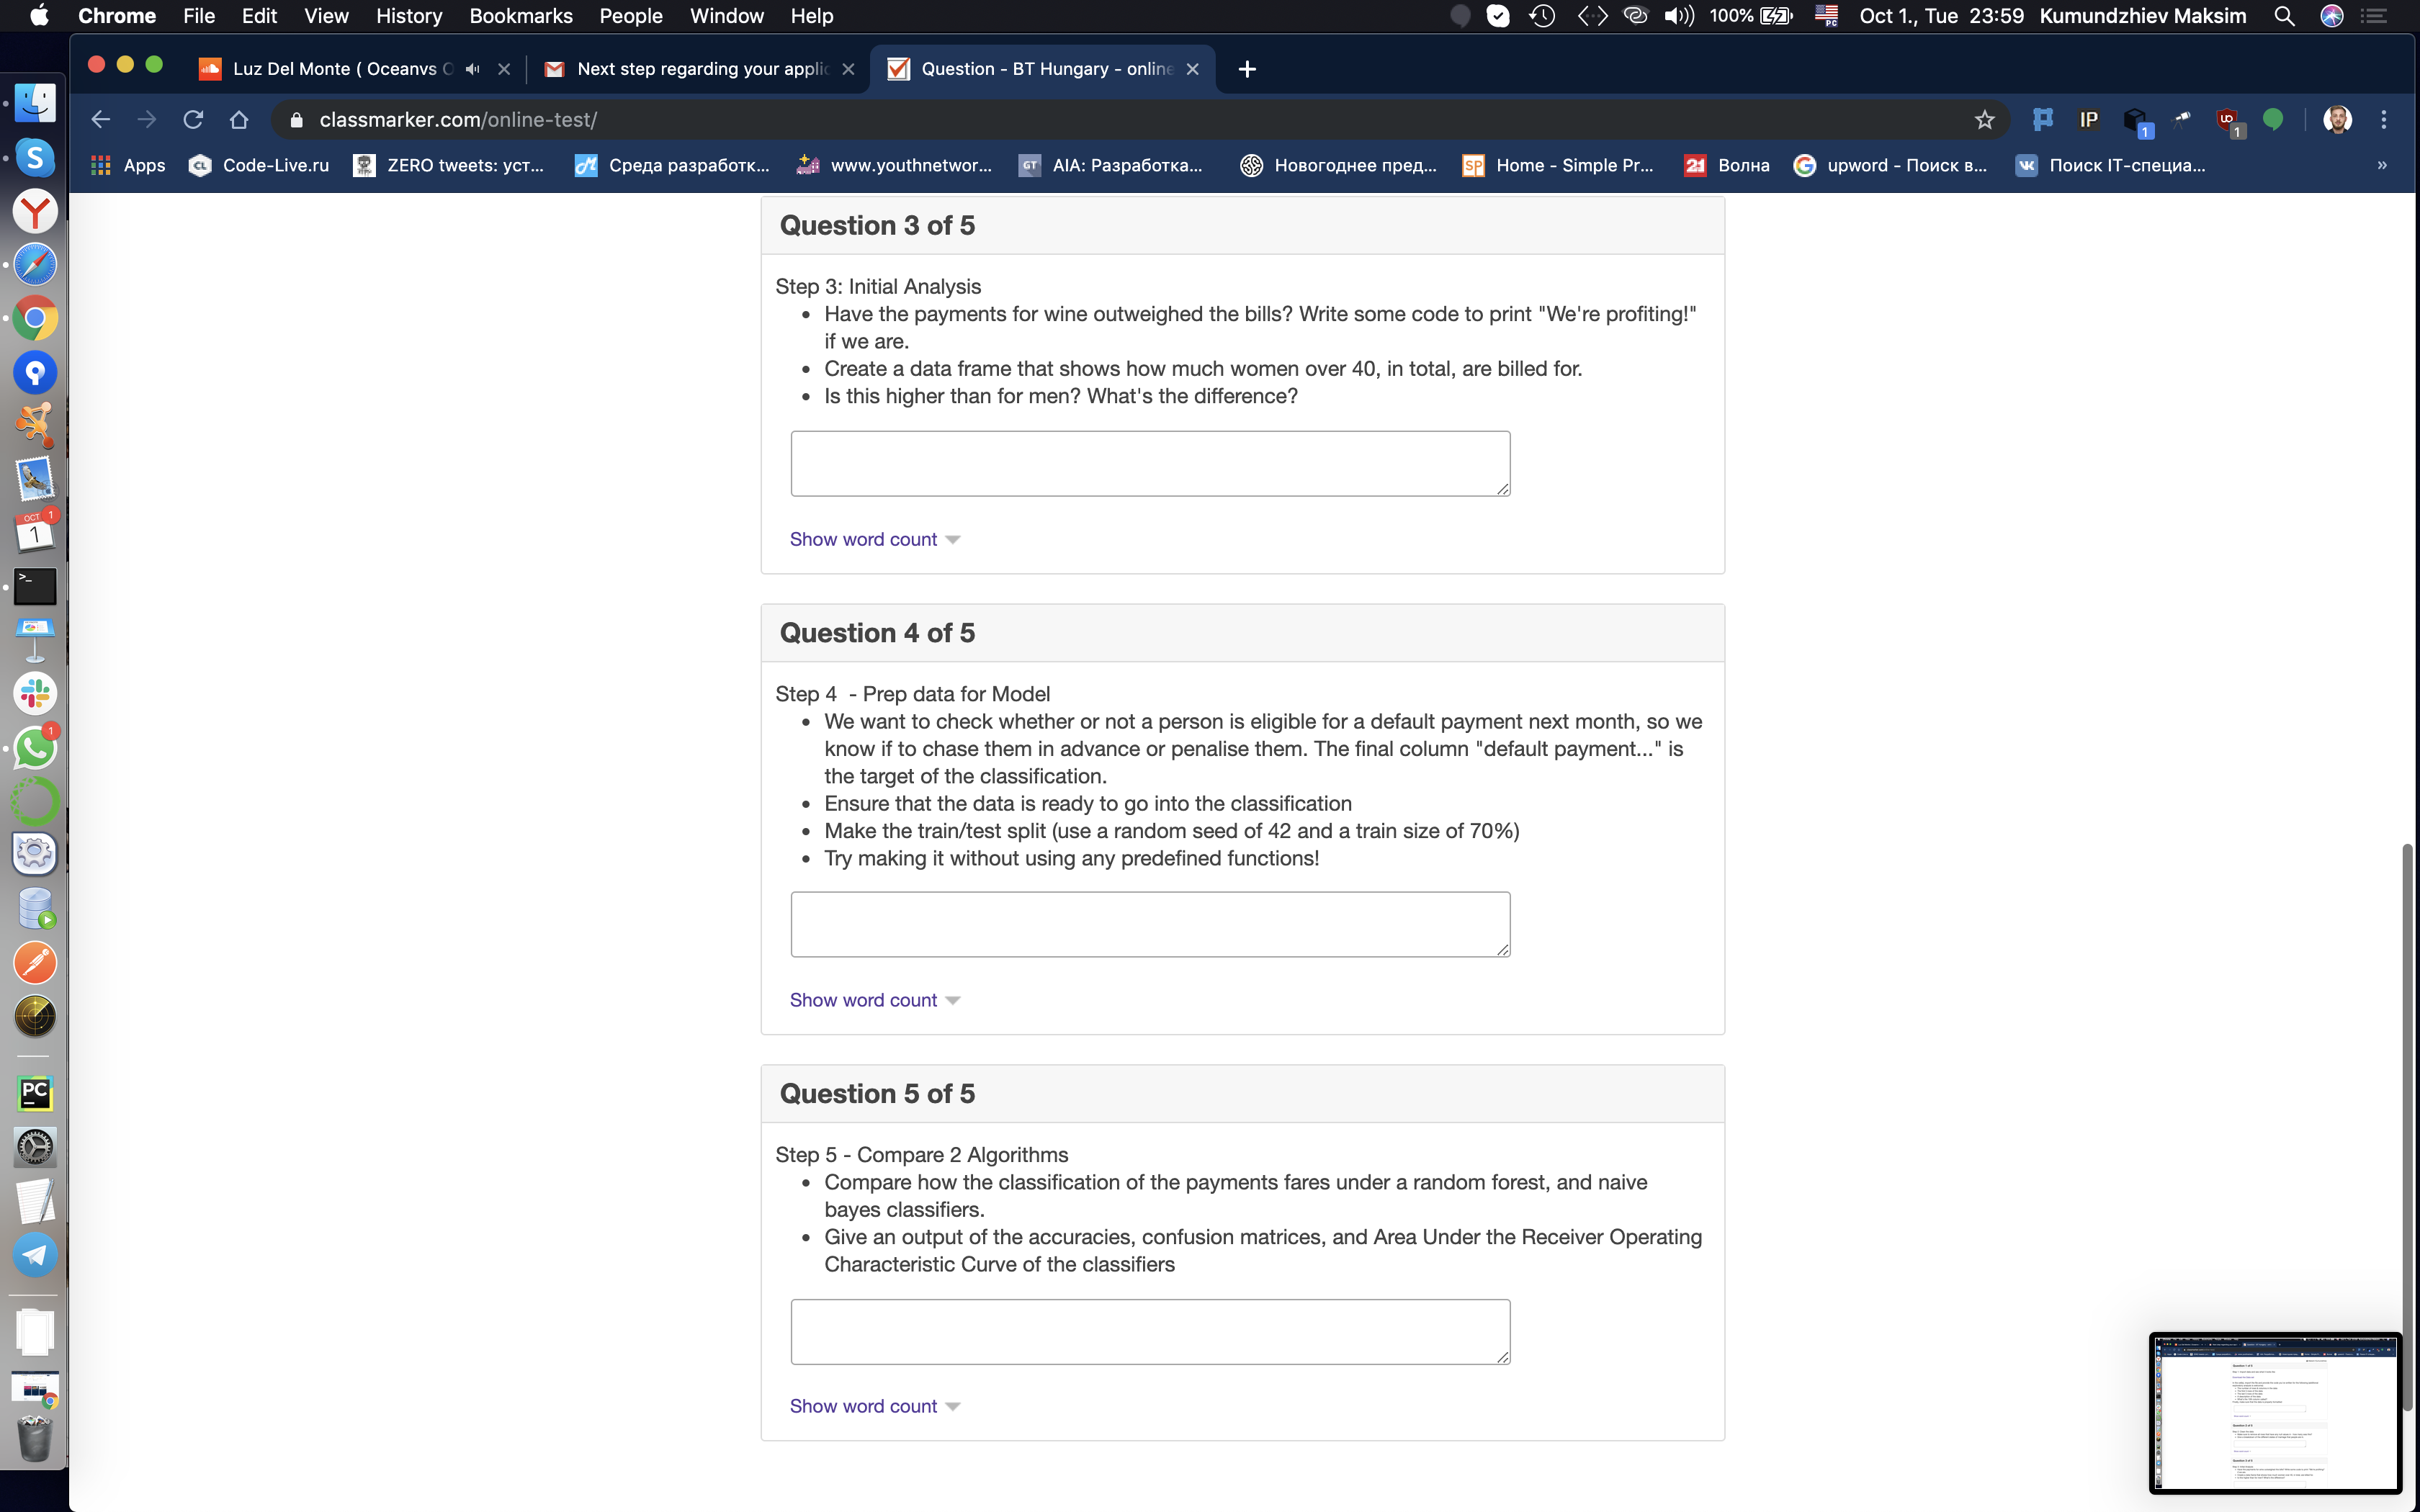 Chrome File Edit View History Bookmarks People Window Help 100% Oct 1., Tue 23:59 Kumundzhiev Maksim
Luz Del Monte ( Oceanvs Next step regarding your applic Question - BT Hungary - online
classmarker.com/online-test/
IP 1 1
Apps Code-Live.ru ZERO tweets: уст... Среда разработк... www.youthnetwor... GT AIA: Разработка... Новогоднее пред... SP Home - Simple Pr... 21 Волна upword - Поиск в... Поиск IT-специа... »
Question 3 of 5
Step 3: Initial Analysis
• Have the payments for wine outweighed the bills? Write some code to print "We're profiting!"
if we are.
• Create a data frame that shows how much women over 40, in total, are billed for.
• Is this higher than for men? What's the difference?
Show word count
Question 4 of 5
Step 4 - Prep data for Model
• We want to check whether or not a person is eligible for a default payment next month, so we
know if to chase them in advance or penalise them. The final column "default payment..." is
the target of the classification.
• Ensure that the data is ready to go into the classification
• Make the train/test split (use a random seed of 42 and a train size of 70%)
• Try making it without using any predefined functions!
Show word count
Question 5 of 5
Step 5 - Compare 2 Algorithms
• Compare how the classification of the payments fares under a random forest, and naive
bayes classifiers.
• Give an output of the accuracies, confusion matrices, and Area Under the Receiver Operating
Characteristic Curve of the classifiers
Show word count
OCT 1
1
1
PC